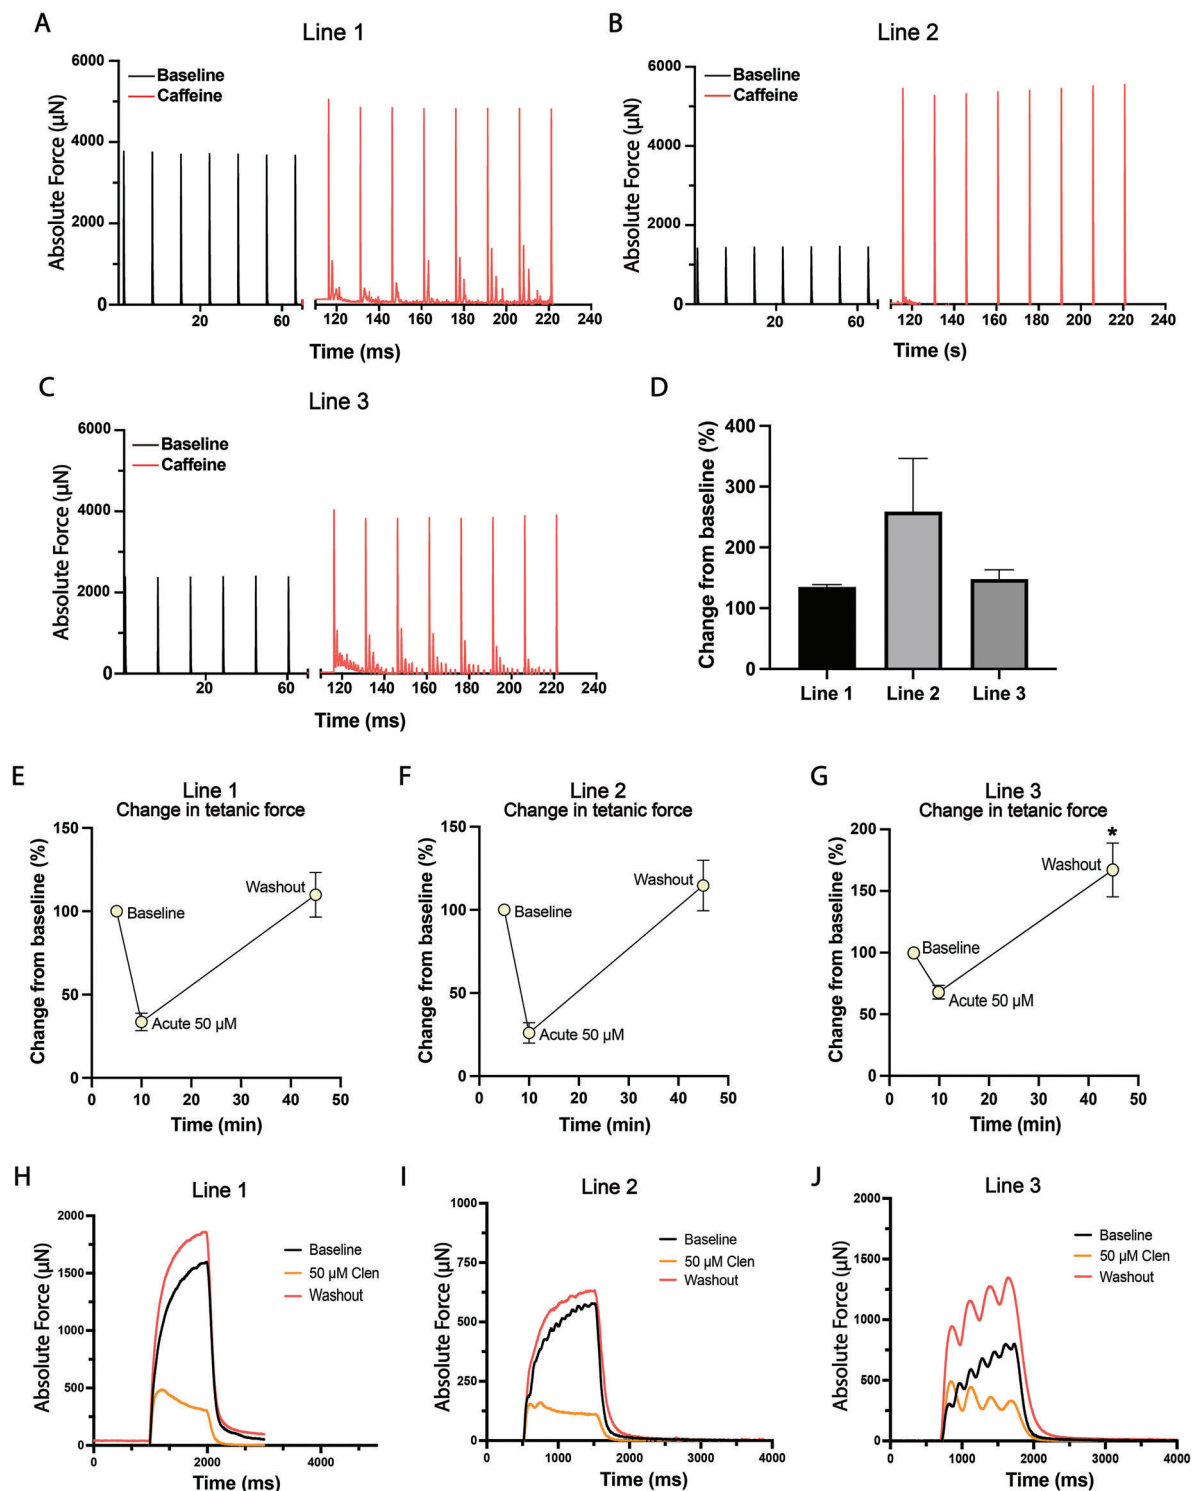 A
Line 1
Absolute Force (µN)
6000
4000
2000
0
Baseline
Caffeine
20
60
120
140
160
180
200
220
240
Time (ms)
B
Line 2
Absolute Force (µN)
6000
4000
2000
0
Baseline
Caffeine
20
60
120
140
160
180
200
220
240
Time (s)
C
Line 3
Absolute Force (µN)
6000
4000
2000
0
Baseline
Caffeine
20
60
120
140
160
180
200
220
240
Time (ms)
D
Change from baseline (%)
400
300
200
100
0
Line 1
Line 2
Line 3
E
Line 1
Change in tetanic force
Change from baseline (%)
150
100
50
0
Baseline
Acute 50 µM
Washout
0
10
20
30
40
50
Time (min)
F
Line 2
Change in tetanic force
Change from baseline (%)
150
100
50
0
Baseline
Acute 50 µM
Washout
0
10
20
30
40
50
Time (min)
G
Line 3
Change in tetanic force
Change from baseline (%)
200
150
100
50
0
Baseline
Acute 50 µM
Washout
*
0
10
20
30
40
50
Time (min)
H
Line 1
Absolute Force (µN)
2000
1500
1000
500
0
Baseline
50 µM Clen
Washout
0
2000
4000
Time (ms)
I
Line 2
Absolute Force (µN)
1000
750
500
250
0
Baseline
50 µM Clen
Washout
0
1000
2000
3000
4000
Time (ms)
J
Line 3
Absolute Force (µN)
2000
1500
1000
500
0
Baseline
50 µM Clen
Washout
0
1000
2000
3000
4000
Time (ms)